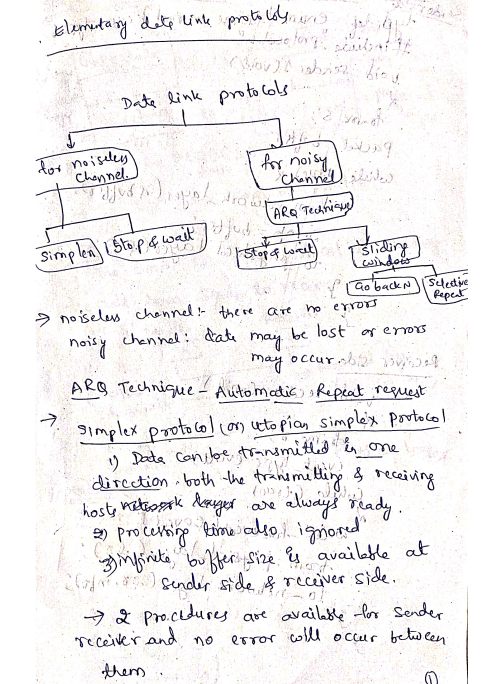 Elementary data link protocols
Data link protocols
for noiseless channel.
for noisy channel.
ARQ Technique
Simplex
Stop & wait
Stop & wait
Sliding window
Go back N
Selective Repeat
→ noiseless channel:- there are no errors
noisy channel: data may be lost or errors
may occur.
ARQ Technique - Automatic Repeat request
→ simplex protocol (or) utopian simplex protocol
1) Data can be transmitted in one
direction. both the transmitting & receiving
hosts are always ready.
2) processing time also ignored
3) infinite buffer size is available at
sender side & receiver side.
→ 2 procedures are available for sender
receiver and no error will occur between
them.
1